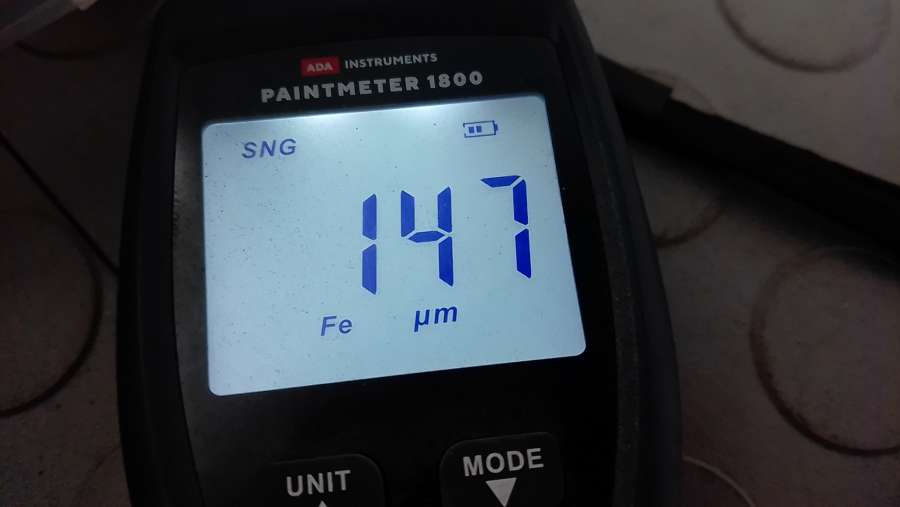 ADA INSTRUMENTS
PAINTMETER 1800
SNG
147
Fe μm
UNIT MODE